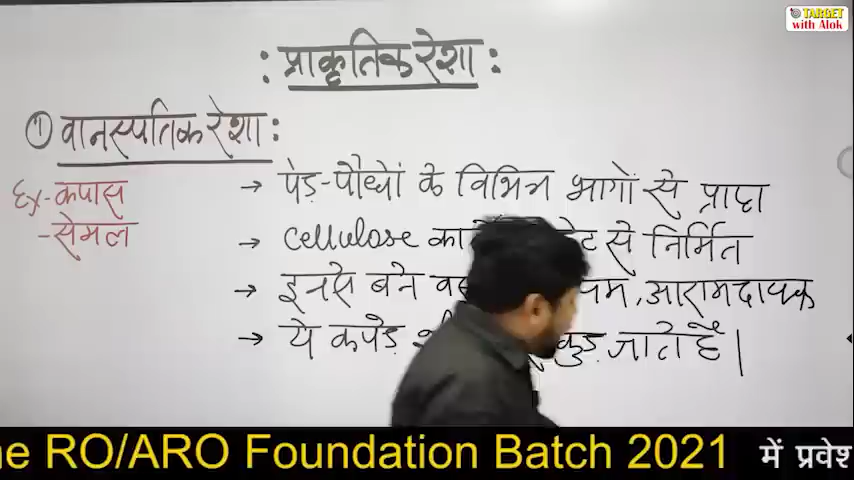 TARGET
with Alok
: प्राकृतिक रेशा :
① वानस्पतिक रेशा :
Ex- कपास
- सेमल
→ पेड़-पौधों के विभिन्न भागों से प्राप्त
→ cellulose से निर्मित
→ इनसे बने आरामदायक
→ ये कपड़े जाते हैं।
RO/ARO Foundation Batch 2021 में प्रवेश